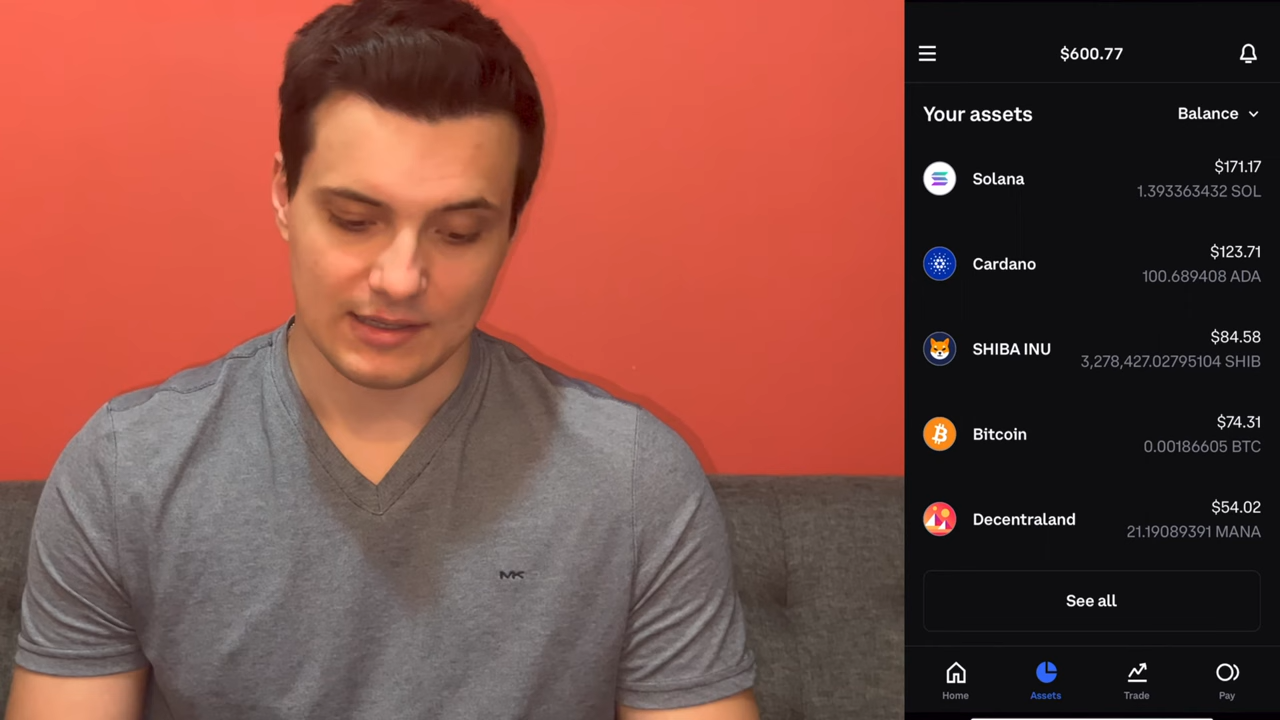 $600.77
Your assets
Balance
Solana
$171.17
1.393363432 SOL
Cardano
$123.71
100.689408 ADA
SHIBA INU
$84.58
3,278,427.02795104 SHIB
Bitcoin
$74.31
0.00186605 BTC
Decentraland
$54.02
21.19089391 MANA
See all
Home
Assets
Trade
Pay
MK